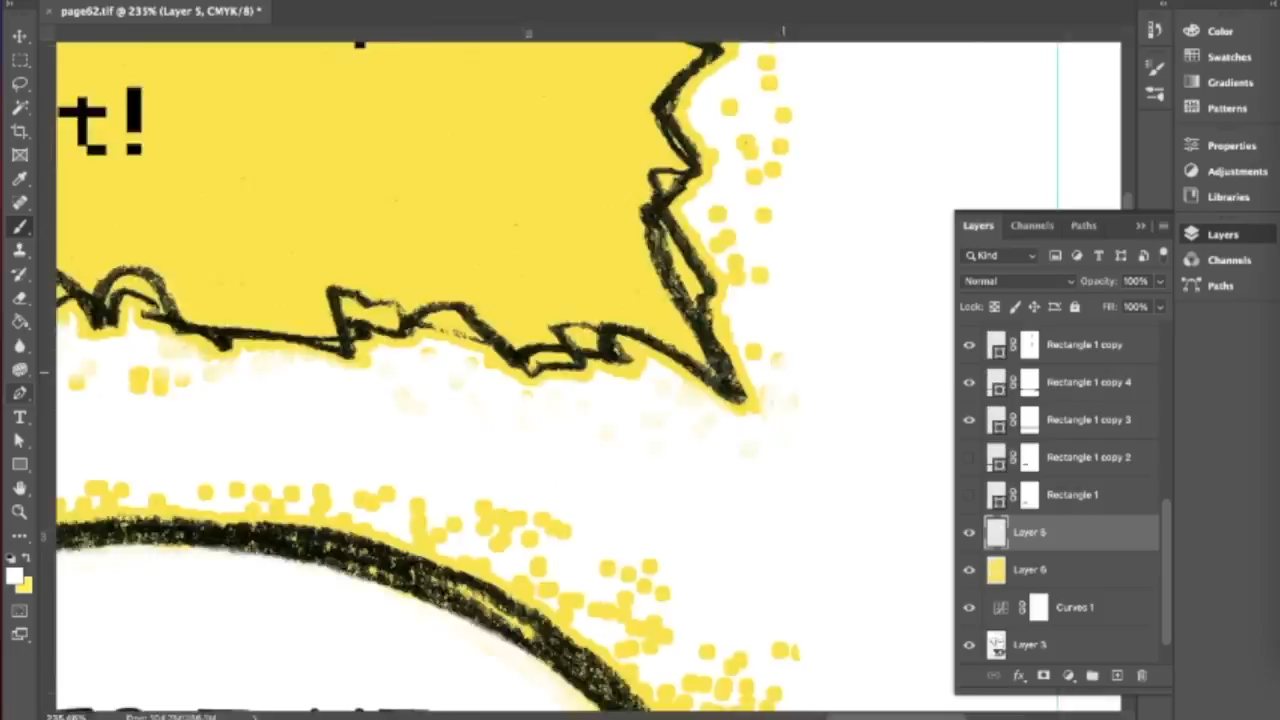 page62.tif @ 235% (Layer 5, CMYK/8) *
t!
Color
Swatches
Gradients
Patterns
Properties
Adjustments
Libraries
Layers
Channels
Paths
Layers Channels Paths
Kind
Normal Opacity: 100%
Lock: Fill: 100%
Rectangle 1 copy
Rectangle 1 copy 4
Rectangle 1 copy 3
Rectangle 1 copy 2
Rectangle 1
Layer 5
Layer 6
Curves 1
Layer 3